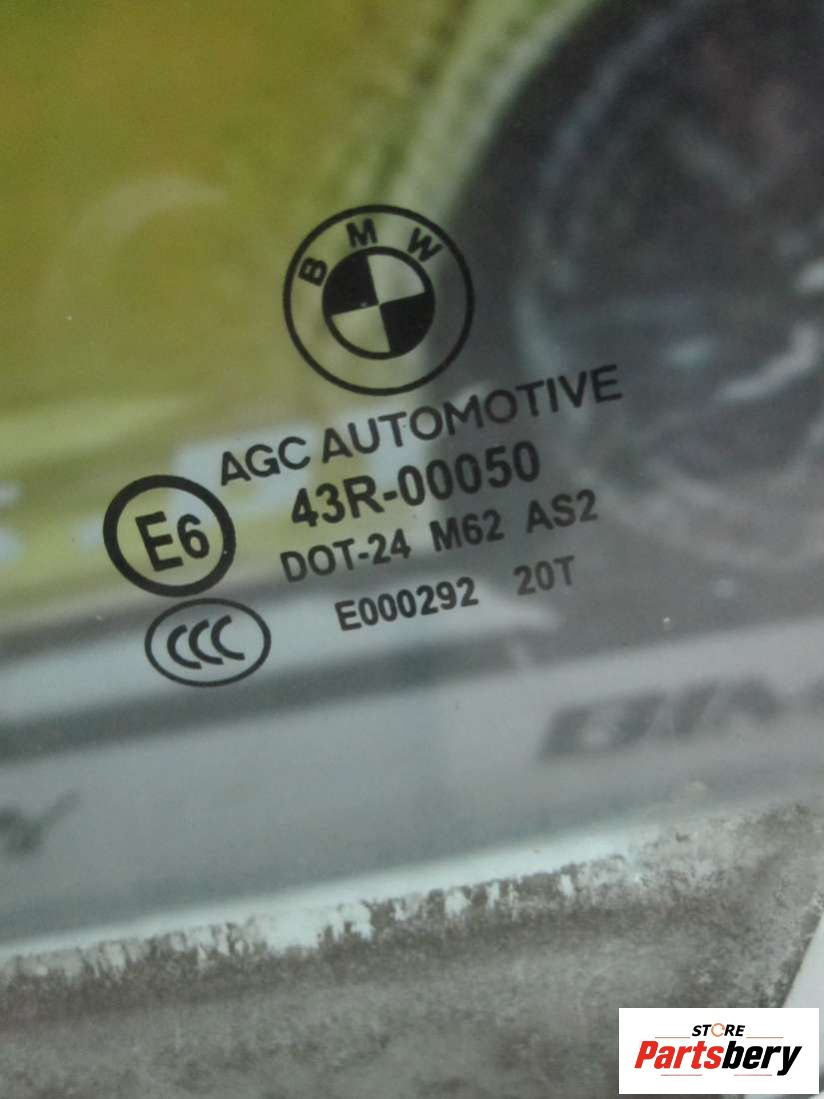 BMW
AGC AUTOMOTIVE
E6
43R-00050
DOT-24 M62 AS2
E000292 20T
CCC
STORE
Partsbery